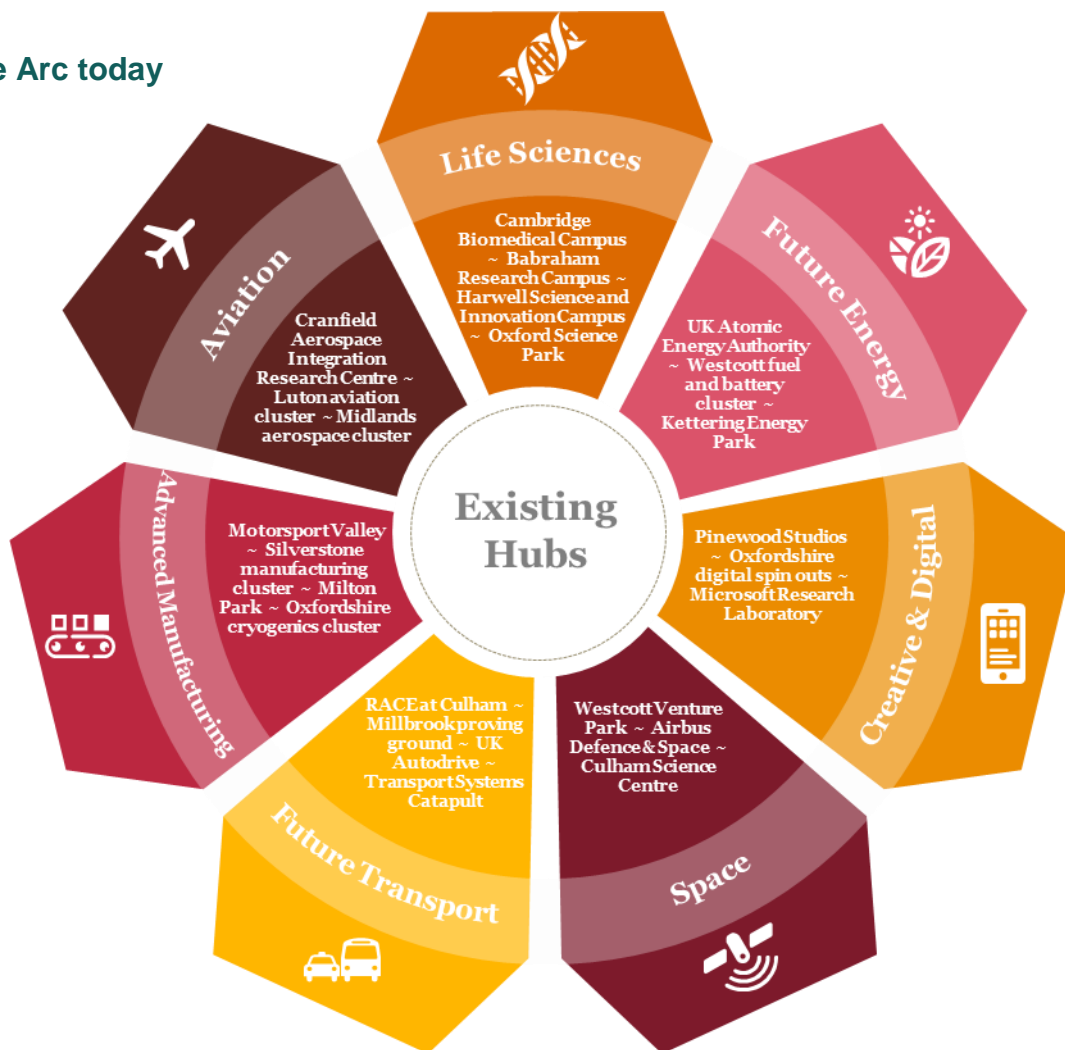 e Arc today
Life Sciences
Cambridge
Biomedical Campus
~ Babraham
Research Campus ~
Harwell Science and
Innovation Campus
~ Oxford Science
Park
Future Energy
UK Atomic
Energy Authority
~ Westcott fuel
and battery
cluster ~
Kettering Energy
Park
Creative & Digital
Pinewood Studios
~ Oxfordshire
digital spin outs ~
Microsoft Research
Laboratory
Space
Westcott Venture
Park ~ Airbus
Defence & Space ~
Culham Science
Centre
Future Transport
RACE at Culham ~
Millbrook proving
ground ~ UK
Autodrive ~
Transport Systems
Catapult
Advanced Manufacturing
Motorsport Valley
~ Silverstone
manufacturing
cluster ~ Milton
Park ~ Oxfordshire
cryogenics cluster
Aviation
Cranfield
Aerospace
Integration
Research Centre ~
Luton aviation
cluster ~ Midlands
aerospace cluster
Existing
Hubs